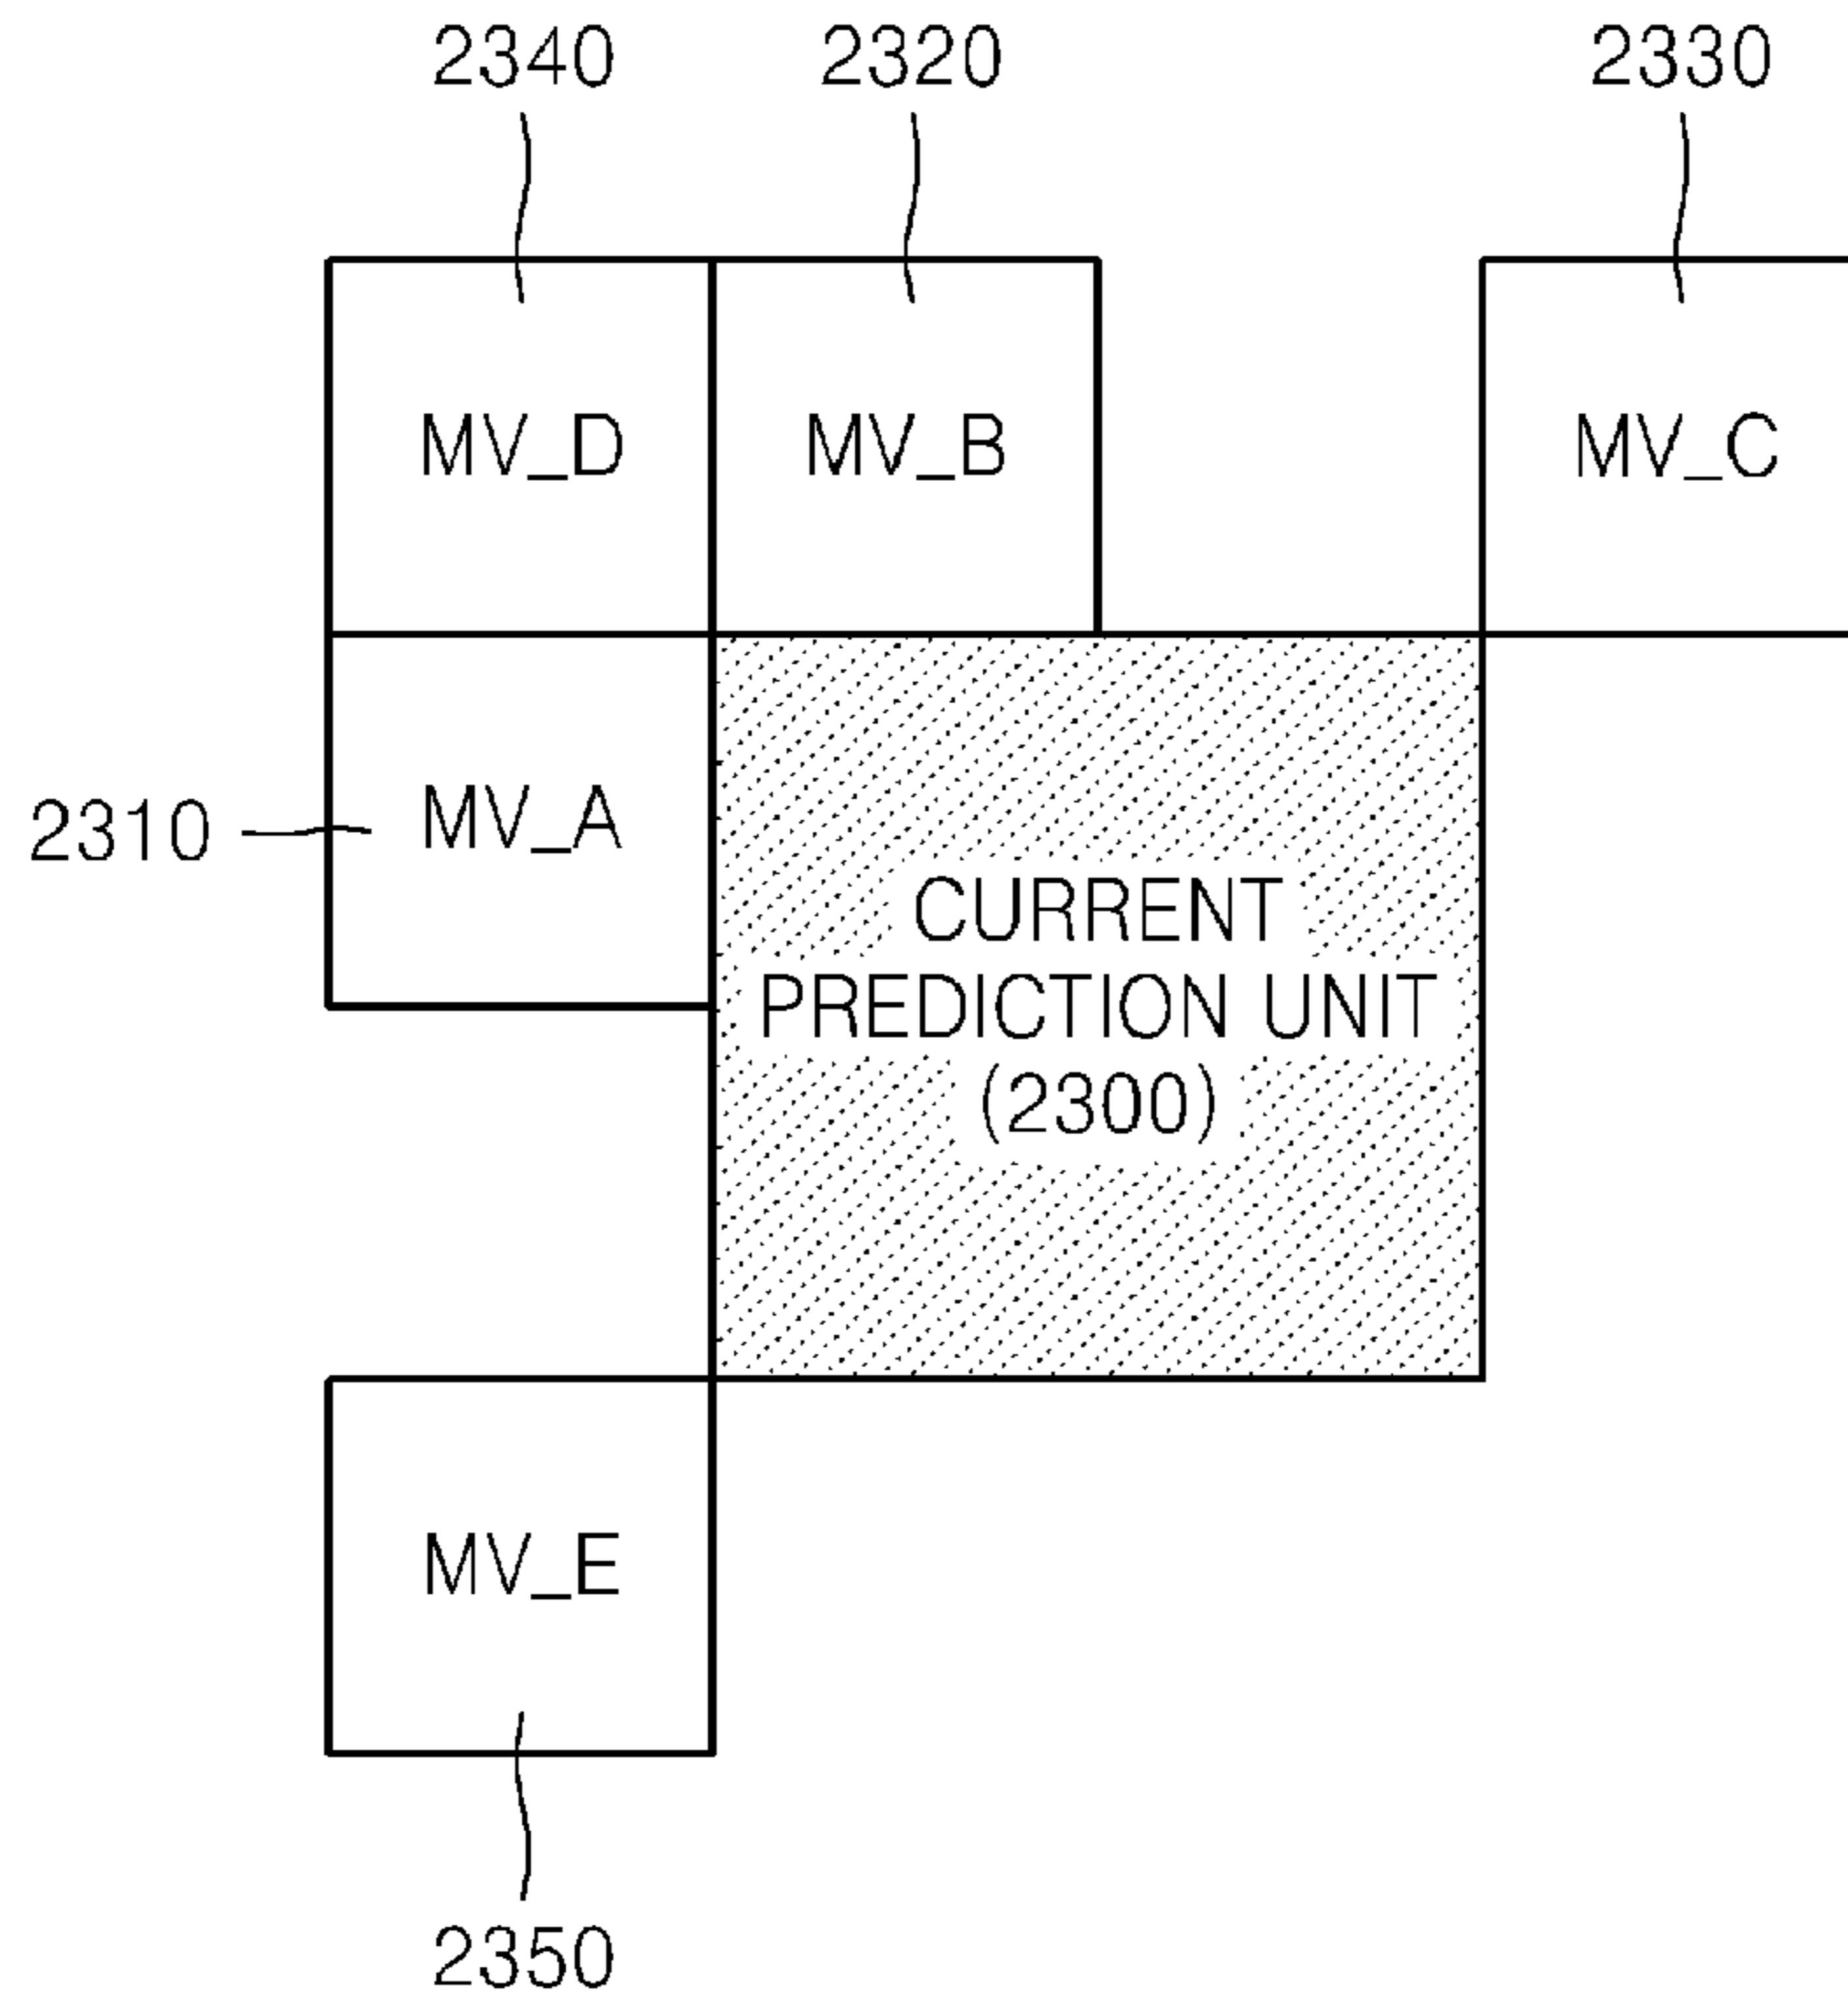 2340 2320 2330
MV_D MV_B MV_C
2310 MV_A
CURRENT
PREDICTION UNIT
(2300)
MV_E
2350